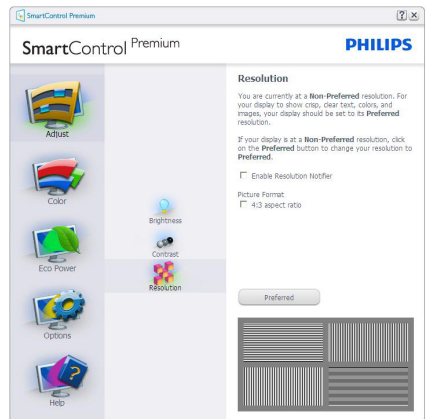 SmartControl Premium
SmartControl Premium
PHILIPS
Adjust
Color
Eco Power
Options
Help
Brightness
Contrast
Resolution
Resolution
You are currently at a Non-Preferred resolution. For
your display to show crisp, clear text, colors, and
images, your display should be set to its Preferred
resolution.
If your display is at a Non-Preferred resolution, click
on the Preferred button to change your resolution to
Preferred.
Enable Resolution Notifier
Picture Format
4:3 aspect ratio
Preferred